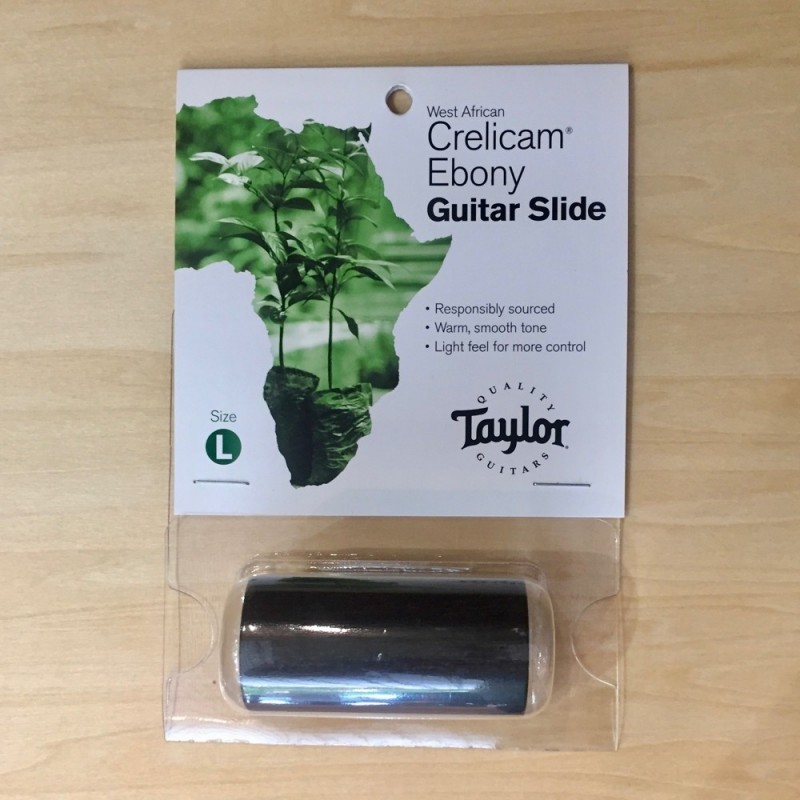 West African
Crelicam®
Ebony
Guitar Slide
• Responsibly sourced
• Warm, smooth tone
• Light feel for more control
Size
L
QUALITY
Taylor
GUITARS